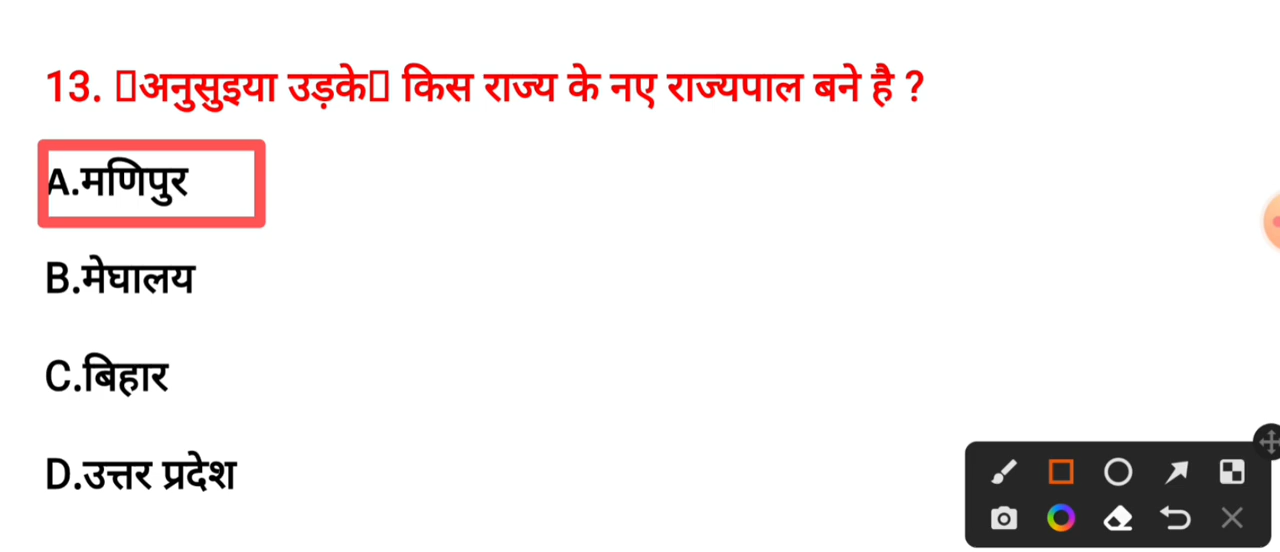 13. अनुसुइया उड़के किस राज्य के नए राज्यपाल बने है ?
A.मणिपुर
B.मेघालय
C.बिहार
D.उत्तर प्रदेश